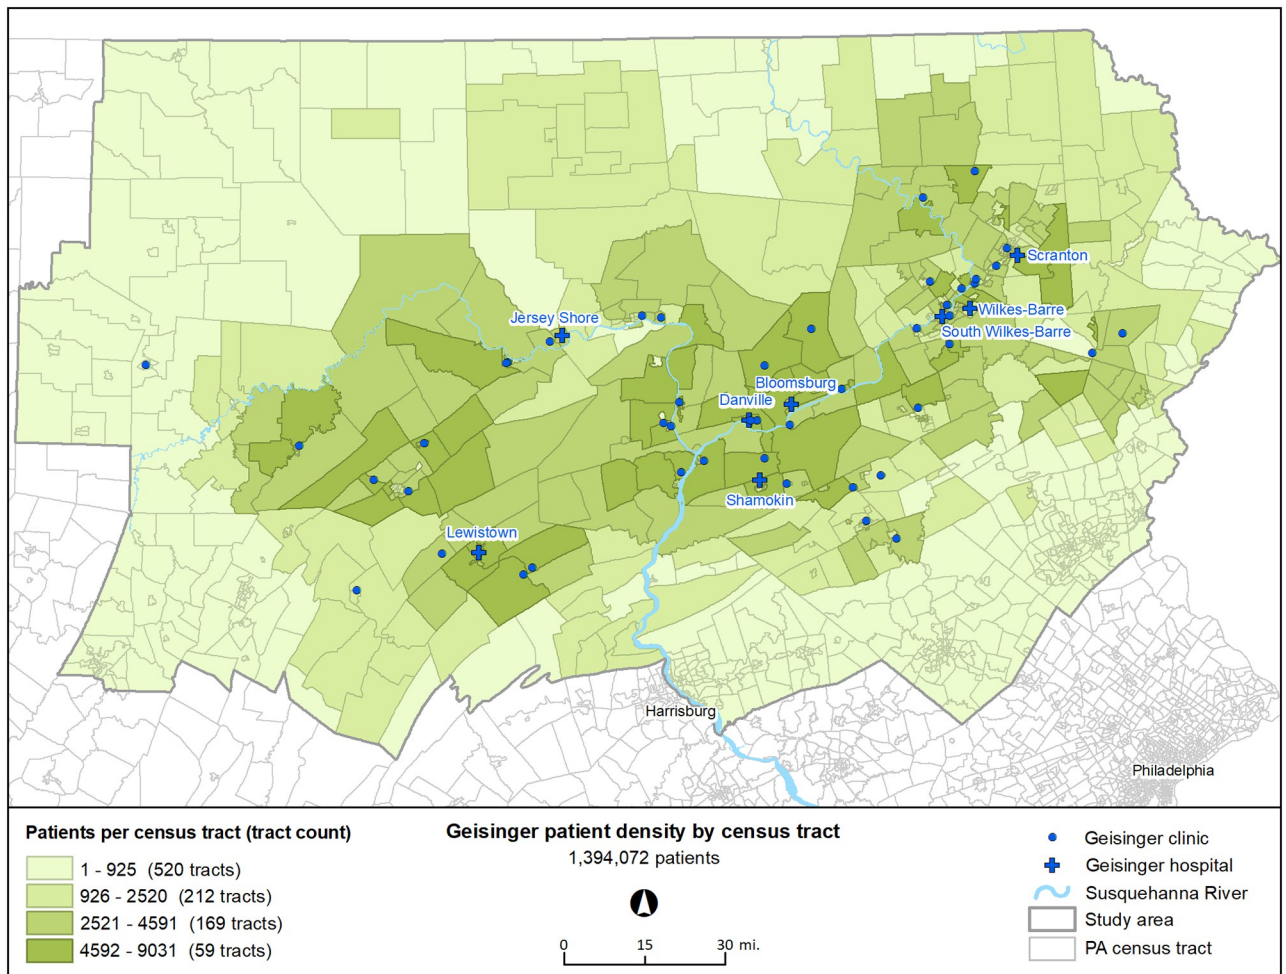 Scranton
Wilkes-Barre
South Wilkes-Barre
Jersey Shore
Bloomsburg
Danville
Shamokin
Lewistown
Harrisburg
Philadelphia
Patients per census tract (tract count)
1 - 925 (520 tracts)
926 - 2520 (212 tracts)
2521 - 4591 (169 tracts)
4592 - 9031 (59 tracts)
Geisinger patient density by census tract
1,394,072 patients
0 15 30 mi.
Geisinger clinic
Geisinger hospital
Susquehanna River
Study area
PA census tract